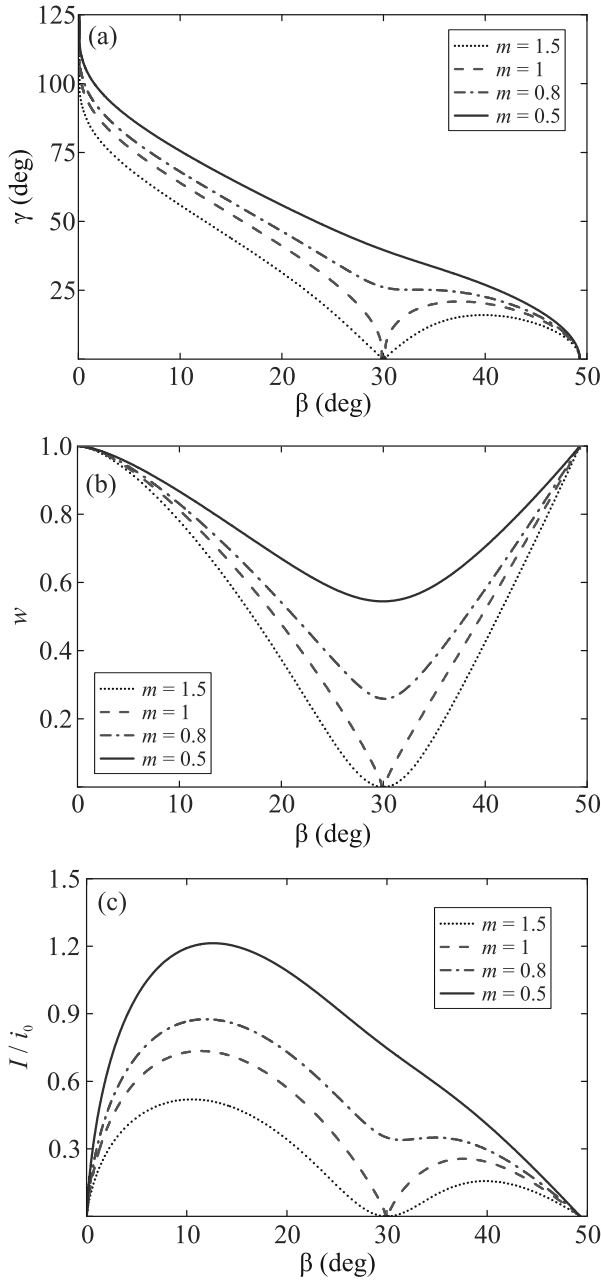 125
(a)
m = 1.5
m = 1
m = 0.8
m = 0.5
100
75
γ (deg)
50
25
0 10 20 30 40 50
β (deg)
1.0
(b)
0.8
0.6
w
0.4
0.2
m = 1.5
m = 1
m = 0.8
m = 0.5
0 10 20 30 40 50
β (deg)
1.5
(c)
m = 1.5
m = 1
m = 0.8
m = 0.5
1.2
0.9
I / i₀
0.6
0.3
0 10 20 30 40 50
β (deg)